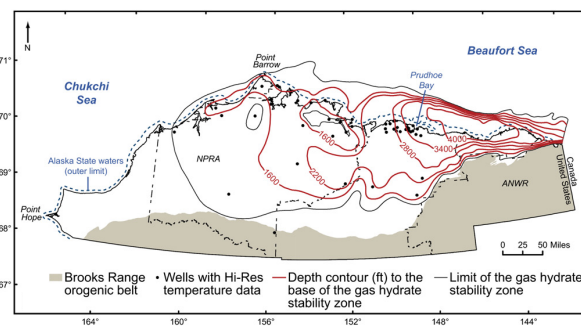 N
Point
Barrow
Beaufort Sea
Chukchi
Sea
Prudhoe
Bay
71°
70°
69°
68°
67°
Alaska State waters
(outer limit)
NPRA
1600
1600
2200
2800
3400
4000
ANWR
Canada
United States
Point
Hope
0 25 50 Miles
Brooks Range
orogenic belt
Wells with Hi-Res
temperature data
Depth contour (ft) to the
base of the gas hydrate
stability zone
Limit of the gas hydrate
stability zone
164° 160° 156° 152° 148° 144°